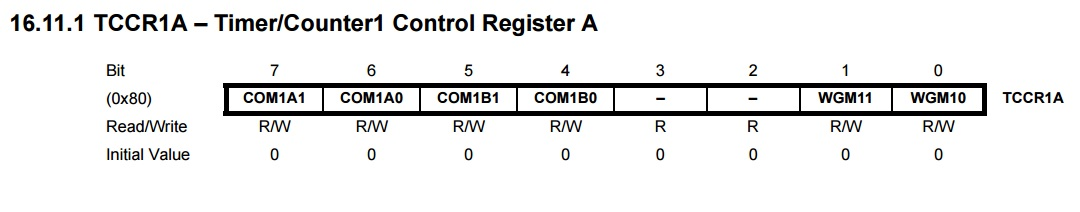 16.11.1 TCCR1A – Timer/Counter1 Control Register A
Bit 7 6 5 4 3 2 1 0
(0x80) COM1A1 COM1A0 COM1B1 COM1B0 – – WGM11 WGM10 TCCR1A
Read/Write R/W R/W R/W R/W R R R/W R/W
Initial Value 0 0 0 0 0 0 0 0